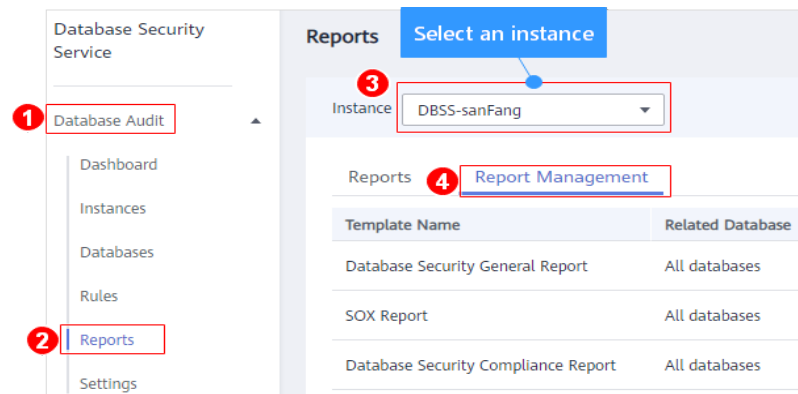 Database Security
Service
1 Database Audit
Dashboard
Instances
Databases
Rules
2 Reports
Settings
Reports
Select an instance
3
Instance DBSS-sanFang
Reports 4 Report Management
Template Name Related Database
Database Security General Report All databases
SOX Report All databases
Database Security Compliance Report All databases